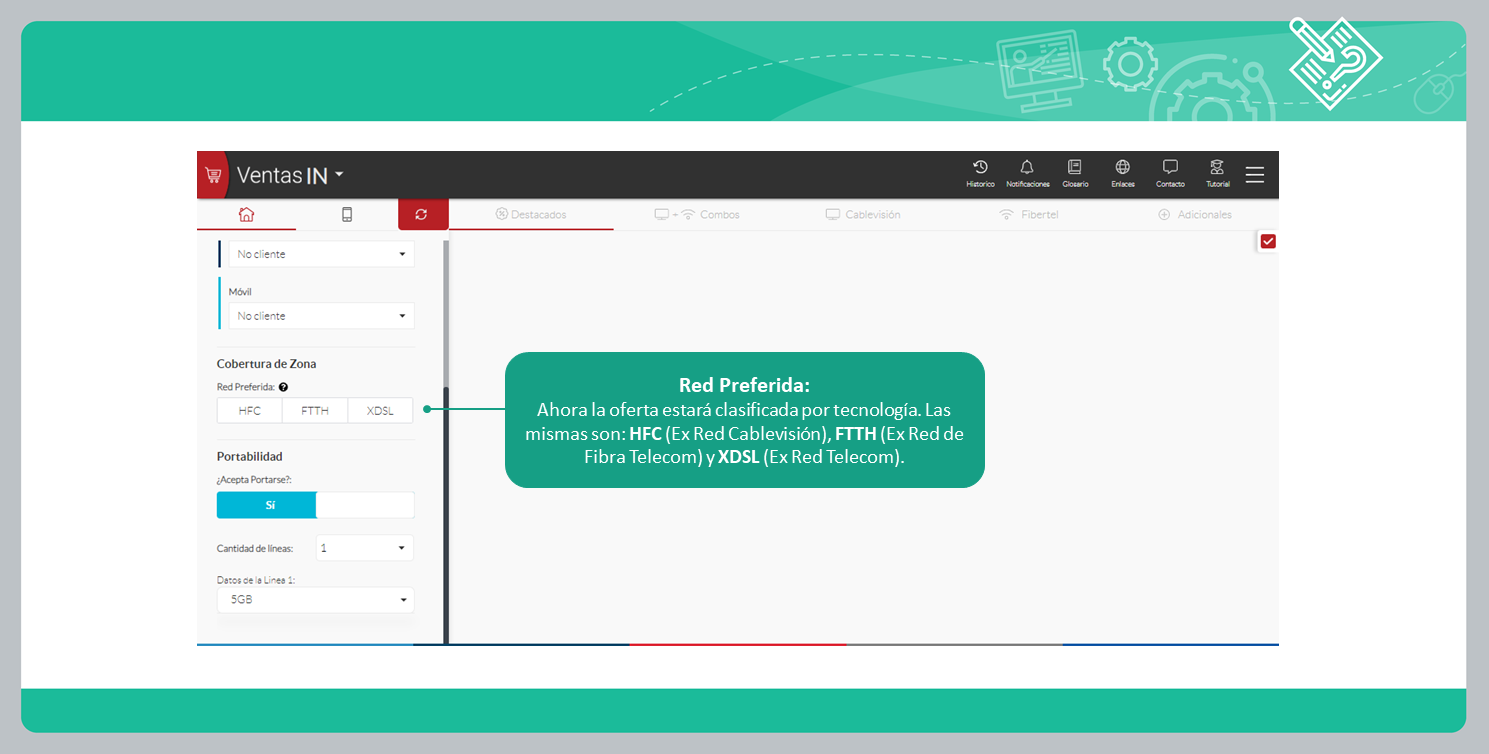 Ventas IN
Historico
Notificaciones
Glosario
Enlaces
Contacto
Tutorial
Destacados
Combos
Cablevisión
Fibertel
Adicionales
No cliente
Móvil
No cliente
Cobertura de Zona
Red Preferida:
HFC
FTTH
XDSL
Red Preferida:
Ahora la oferta estará clasificada por tecnología. Las
mismas son: HFC (Ex Red Cablevisión), FTTH (Ex Red de
Fibra Telecom) y XDSL (Ex Red Telecom).
Portabilidad
¿Acepta Portarse?:
Sí
Cantidad de líneas:
1
Datos de la Linea 1:
5GB